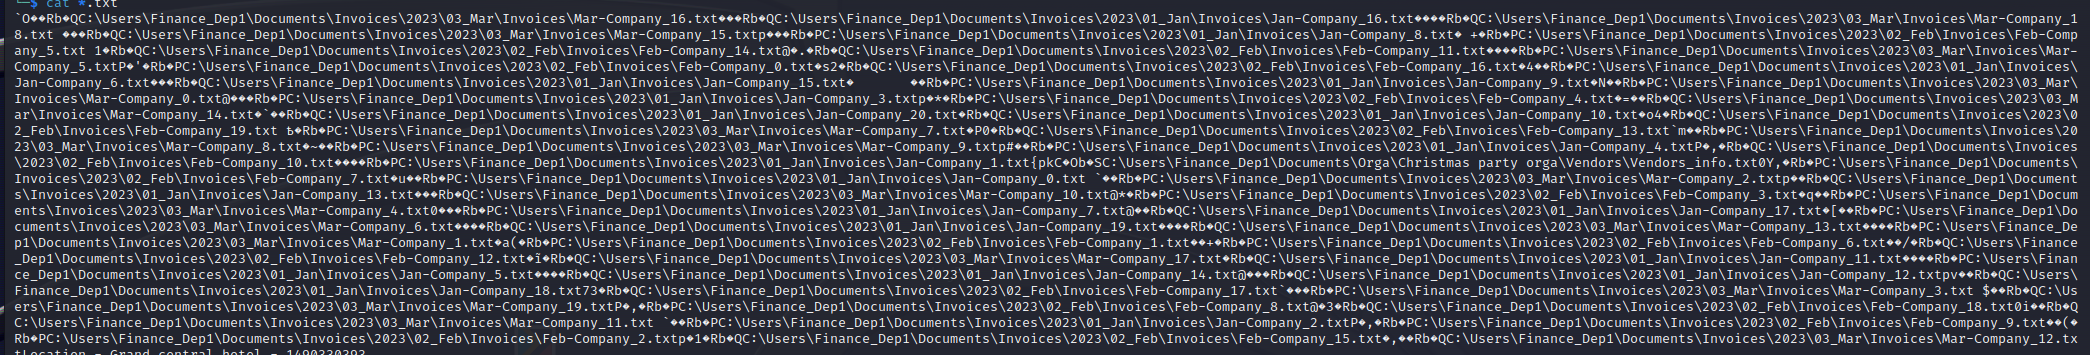 └─$ cat *.txt
`O��Rb�QC:\Users\Finance_Dep1\Documents\Invoices\2023\03_Mar\Invoices\Mar-Company_16.txt���Rb�QC:\Users\Finance_Dep1\Documents\Invoices\2023\01_Jan\Invoices\Jan-Company_16.txt����Rb�QC:\Users\Finance_Dep1\Documents\Invoices\2023\03_Mar\Invoices\Mar-Company_1
8.txt ���Rb�QC:\Users\Finance_Dep1\Documents\Invoices\2023\03_Mar\Invoices\Mar-Company_15.txtp���Rb�PC:\Users\Finance_Dep1\Documents\Invoices\2023\01_Jan\Invoices\Jan-Company_8.txt� +�Rb�PC:\Users\Finance_Dep1\Documents\Invoices\2023\02_Feb\Invoices\Feb-Comp
any_5.txt 1�Rb�QC:\Users\Finance_Dep1\Documents\Invoices\2023\02_Feb\Invoices\Feb-Company_14.txt@�.�Rb�QC:\Users\Finance_Dep1\Documents\Invoices\2023\02_Feb\Invoices\Feb-Company_11.txt����Rb�PC:\Users\Finance_Dep1\Documents\Invoices\2023\03_Mar\Invoices\Mar-
Company_5.txtP�'�Rb�PC:\Users\Finance_Dep1\Documents\Invoices\2023\02_Feb\Invoices\Feb-Company_0.txt�s2�Rb�QC:\Users\Finance_Dep1\Documents\Invoices\2023\02_Feb\Invoices\Feb-Company_16.txt�4��Rb�PC:\Users\Finance_Dep1\Documents\Invoices\2023\01_Jan\Invoices\
Jan-Company_6.txt���Rb�QC:\Users\Finance_Dep1\Documents\Invoices\2023\01_Jan\Invoices\Jan-Company_15.txt�       ��Rb�PC:\Users\Finance_Dep1\Documents\Invoices\2023\01_Jan\Invoices\Jan-Company_9.txt�N��Rb�PC:\Users\Finance_Dep1\Documents\Invoices\2023\03_Mar\
Invoices\Mar-Company_0.txt@���Rb�PC:\Users\Finance_Dep1\Documents\Invoices\2023\01_Jan\Invoices\Jan-Company_3.txtp�*�Rb�PC:\Users\Finance_Dep1\Documents\Invoices\2023\02_Feb\Invoices\Feb-Company_4.txt�=��Rb�QC:\Users\Finance_Dep1\Documents\Invoices\2023\03_M
ar\Invoices\Mar-Company_14.txt�`��Rb�QC:\Users\Finance_Dep1\Documents\Invoices\2023\01_Jan\Invoices\Jan-Company_20.txt�Rb�QC:\Users\Finance_Dep1\Documents\Invoices\2023\01_Jan\Invoices\Jan-Company_10.txt�o4�Rb�QC:\Users\Finance_Dep1\Documents\Invoices\2023\0
2_Feb\Invoices\Feb-Company_19.txt ъ�Rb�PC:\Users\Finance_Dep1\Documents\Invoices\2023\03_Mar\Invoices\Mar-Company_7.txt�P0�Rb�QC:\Users\Finance_Dep1\Documents\Invoices\2023\02_Feb\Invoices\Feb-Company_13.txt`m��Rb�PC:\Users\Finance_Dep1\Documents\Invoices\20
23\03_Mar\Invoices\Mar-Company_8.txt�~��Rb�PC:\Users\Finance_Dep1\Documents\Invoices\2023\03_Mar\Invoices\Mar-Company_9.txtp#��Rb�PC:\Users\Finance_Dep1\Documents\Invoices\2023\01_Jan\Invoices\Jan-Company_4.txtP�,�Rb�QC:\Users\Finance_Dep1\Documents\Invoices
\2023\02_Feb\Invoices\Feb-Company_10.txt����Rb�PC:\Users\Finance_Dep1\Documents\Invoices\2023\01_Jan\Invoices\Jan-Company_1.txt{pkC�Ob�SC:\Users\Finance_Dep1\Documents\Orga\Christmas party orga\Vendors\Vendors_info.txt0Y,�Rb�PC:\Users\Finance_Dep1\Documents\
Invoices\2023\02_Feb\Invoices\Feb-Company_7.txt�u��Rb�PC:\Users\Finance_Dep1\Documents\Invoices\2023\01_Jan\Invoices\Jan-Company_0.txt `��Rb�PC:\Users\Finance_Dep1\Documents\Invoices\2023\03_Mar\Invoices\Mar-Company_2.txtp��Rb�QC:\Users\Finance_Dep1\Document
s\Invoices\2023\01_Jan\Invoices\Jan-Company_13.txt���Rb�QC:\Users\Finance_Dep1\Documents\Invoices\2023\03_Mar\Invoices\Mar-Company_10.txt@*�Rb�PC:\Users\Finance_Dep1\Documents\Invoices\2023\02_Feb\Invoices\Feb-Company_3.txt�q��Rb�PC:\Users\Finance_Dep1\Docum
ents\Invoices\2023\03_Mar\Invoices\Mar-Company_4.txt0���Rb�PC:\Users\Finance_Dep1\Documents\Invoices\2023\01_Jan\Invoices\Jan-Company_7.txt@��Rb�QC:\Users\Finance_Dep1\Documents\Invoices\2023\01_Jan\Invoices\Jan-Company_17.txt�[��Rb�PC:\Users\Finance_Dep1\Do
cuments\Invoices\2023\03_Mar\Invoices\Mar-Company_6.txt����Rb�QC:\Users\Finance_Dep1\Documents\Invoices\2023\01_Jan\Invoices\Jan-Company_19.txt����Rb�QC:\Users\Finance_Dep1\Documents\Invoices\2023\03_Mar\Invoices\Mar-Company_13.txt����Rb�PC:\Users\Finance_De
p1\Documents\Invoices\2023\03_Mar\Invoices\Mar-Company_1.txt�a(�Rb�PC:\Users\Finance_Dep1\Documents\Invoices\2023\02_Feb\Invoices\Feb-Company_1.txt��+�Rb�PC:\Users\Finance_Dep1\Documents\Invoices\2023\02_Feb\Invoices\Feb-Company_6.txt��/�Rb�QC:\Users\Finance
_Dep1\Documents\Invoices\2023\02_Feb\Invoices\Feb-Company_12.txt�ĩ�Rb�QC:\Users\Finance_Dep1\Documents\Invoices\2023\03_Mar\Invoices\Mar-Company_17.txt�Rb�QC:\Users\Finance_Dep1\Documents\Invoices\2023\01_Jan\Invoices\Jan-Company_11.txt����Rb�PC:\Users\Finan
ce_Dep1\Documents\Invoices\2023\01_Jan\Invoices\Jan-Company_5.txt����Rb�QC:\Users\Finance_Dep1\Documents\Invoices\2023\01_Jan\Invoices\Jan-Company_14.txt@���Rb�QC:\Users\Finance_Dep1\Documents\Invoices\2023\01_Jan\Invoices\Jan-Company_12.txtpv��Rb�QC:\Users\
Finance_Dep1\Documents\Invoices\2023\01_Jan\Invoices\Jan-Company_18.txt73�Rb�QC:\Users\Finance_Dep1\Documents\Invoices\2023\02_Feb\Invoices\Feb-Company_17.txt`���Rb�PC:\Users\Finance_Dep1\Documents\Invoices\2023\03_Mar\Invoices\Mar-Company_3.txt $��Rb�QC:\Us
ers\Finance_Dep1\Documents\Invoices\2023\03_Mar\Invoices\Mar-Company_19.txtP�,�Rb�PC:\Users\Finance_Dep1\Documents\Invoices\2023\02_Feb\Invoices\Feb-Company_8.txt@�3�Rb�QC:\Users\Finance_Dep1\Documents\Invoices\2023\02_Feb\Invoices\Feb-Company_18.txt0i��Rb�Q
C:\Users\Finance_Dep1\Documents\Invoices\2023\03_Mar\Invoices\Mar-Company_11.txt `��Rb�PC:\Users\Finance_Dep1\Documents\Invoices\2023\01_Jan\Invoices\Jan-Company_2.txtP�,�Rb�PC:\Users\Finance_Dep1\Documents\Invoices\2023\02_Feb\Invoices\Feb-Company_9.txt��(�
Rb�PC:\Users\Finance_Dep1\Documents\Invoices\2023\02_Feb\Invoices\Feb-Company_2.txtp�1�Rb�QC:\Users\Finance_Dep1\Documents\Invoices\2023\02_Feb\Invoices\Feb-Company_15.txt�,��Rb�QC:\Users\Finance_Dep1\Documents\Invoices\2023\03_Mar\Invoices\Mar-Company_12.tx
tLocation – Grand central hotel – 1490330393